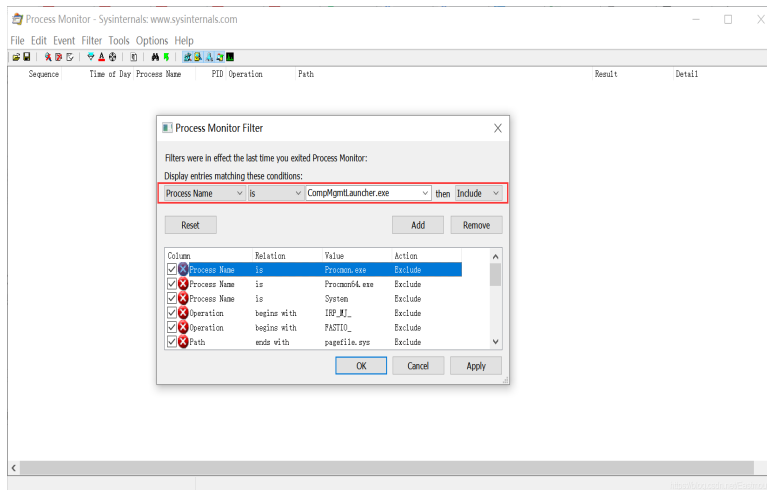 Process Monitor - Sysinternals: www.sysinternals.com
File Edit Event Filter Tools Options Help
Sequence Time of Day Process Name PID Operation Path Result Detail
Process Monitor Filter
Filters were in effect the last time you exited Process Monitor:
Display entries matching these conditions:
Process Name is CompMgmtLauncher.exe then Include
Reset Add Remove
Column Relation Value Action
Process Name is Procmon.exe Exclude
Process Name is Procmon64.exe Exclude
Process Name is System Exclude
Operation begins with IRP_MJ_ Exclude
Operation begins with FASTIO_ Exclude
Path ends with pagefile.sys Exclude
OK Cancel Apply